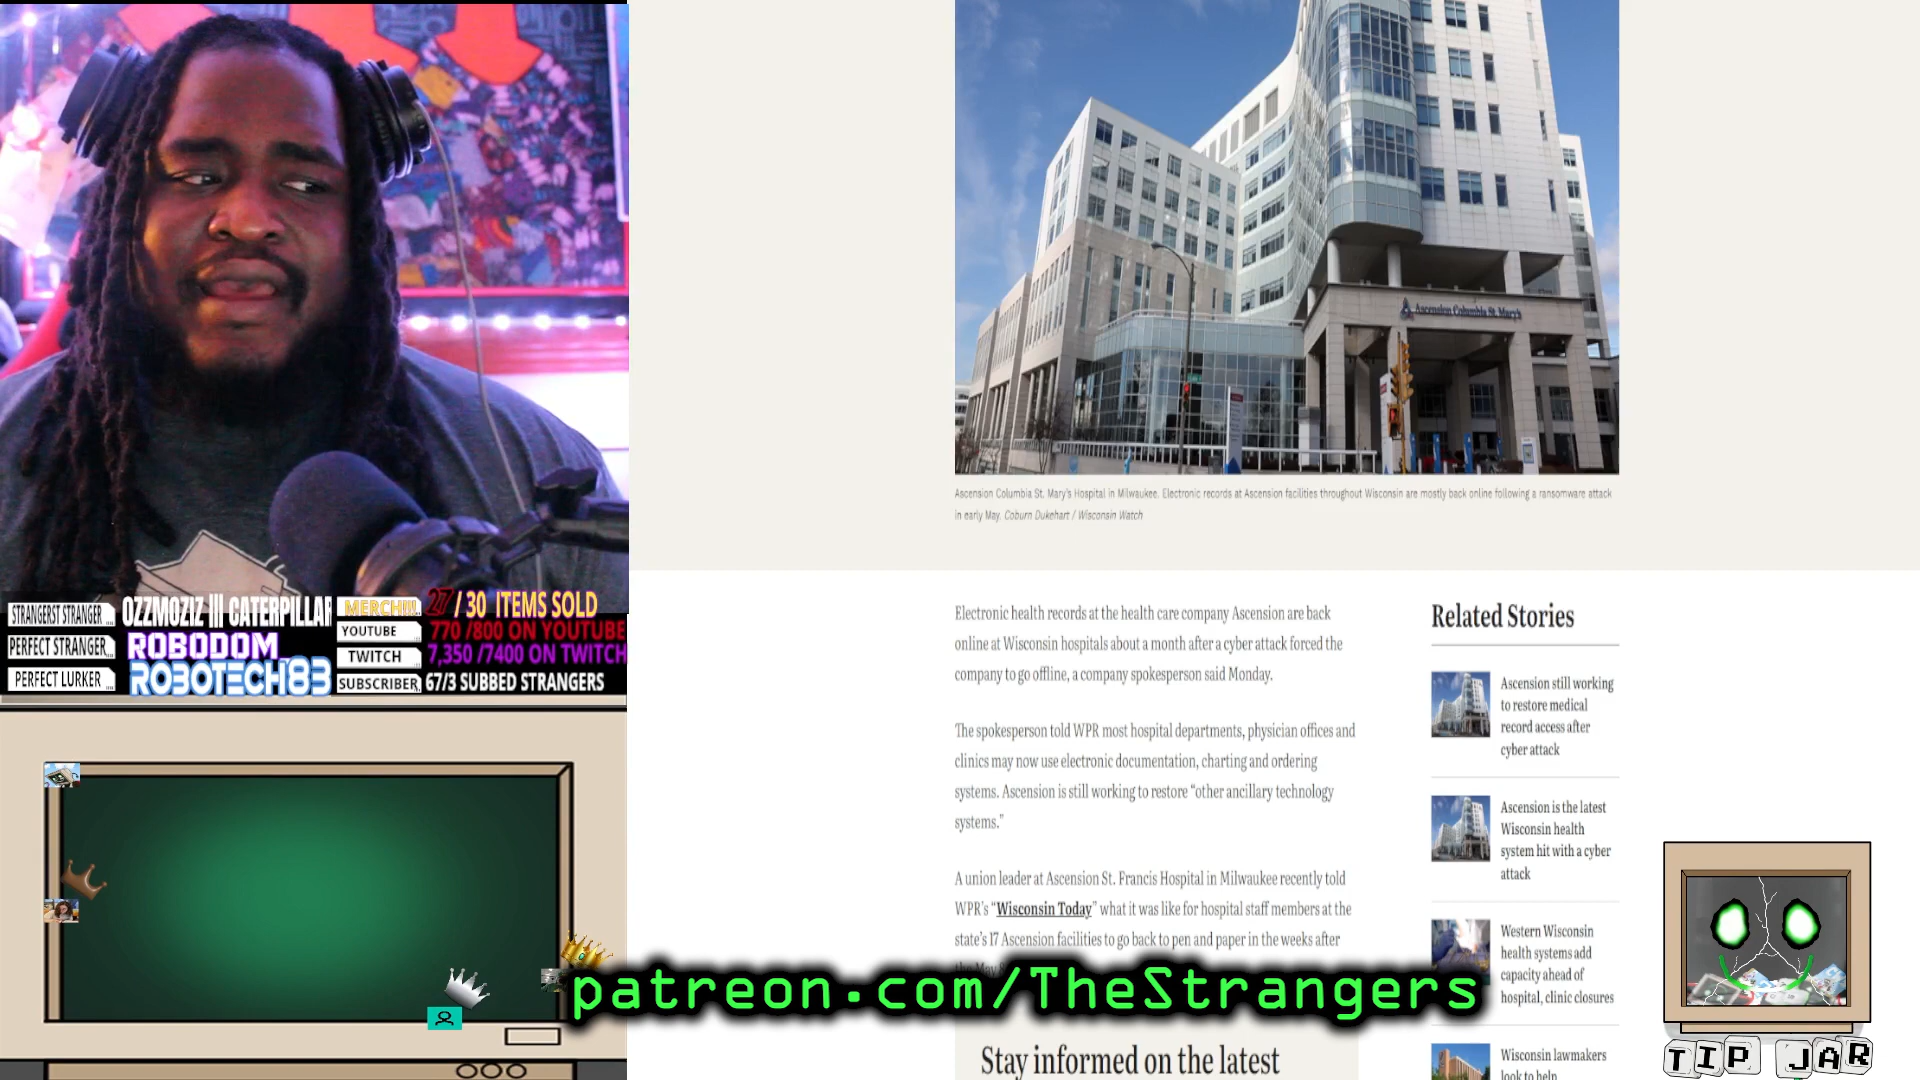 STRANGERST STRANGER
OZZMOZIZ ||| CATERPILLAR
PERFECT STRANGER
ROBODOM_
PERFECT LURKER
ROBOTECH83
MERCH!!!
27/ 30 ITEMS SOLD
YOUTUBE
770 /800 ON YOUTUBE
TWITCH
7,350 /7400 ON TWITCH
SUBSCRIBER
67/3 SUBBED STRANGERS
Ascension Columbia St. Mary's
Ascension Columbia St. Mary's Hospital in Milwaukee. Electronic records at Ascension facilities throughout Wisconsin are mostly back online following a ransomware attack
in early May. Coburn Dukehart / Wisconsin Watch
Electronic health records at the health care company Ascension are back
online at Wisconsin hospitals about a month after a cyber attack forced the
company to go offline, a company spokesperson said Monday.
The spokesperson told WPR most hospital departments, physician offices and
clinics may now use electronic documentation, charting and ordering
systems. Ascension is still working to restore “other ancillary technology
systems.”
A union leader at Ascension St. Francis Hospital in Milwaukee recently told
WPR's “Wisconsin Today” what it was like for hospital staff members at the
state's 17 Ascension facilities to go back to pen and paper in the weeks after
Stay informed on the latest
Related Stories
Ascension still working
to restore medical
record access after
cyber attack
Ascension is the latest
Wisconsin health
system hit with a cyber
attack
Western Wisconsin
health systems add
capacity ahead of
hospital, clinic closures
Wisconsin lawmakers
look to help
patreon.com/TheStrangers
TIP JAR